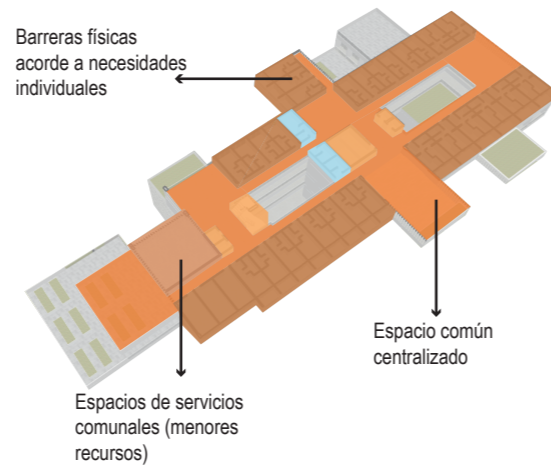 Barreras físicas
acorde a necesidades
individuales
Espacio común
centralizado
Espacios de servicios
comunales (menores
recursos)